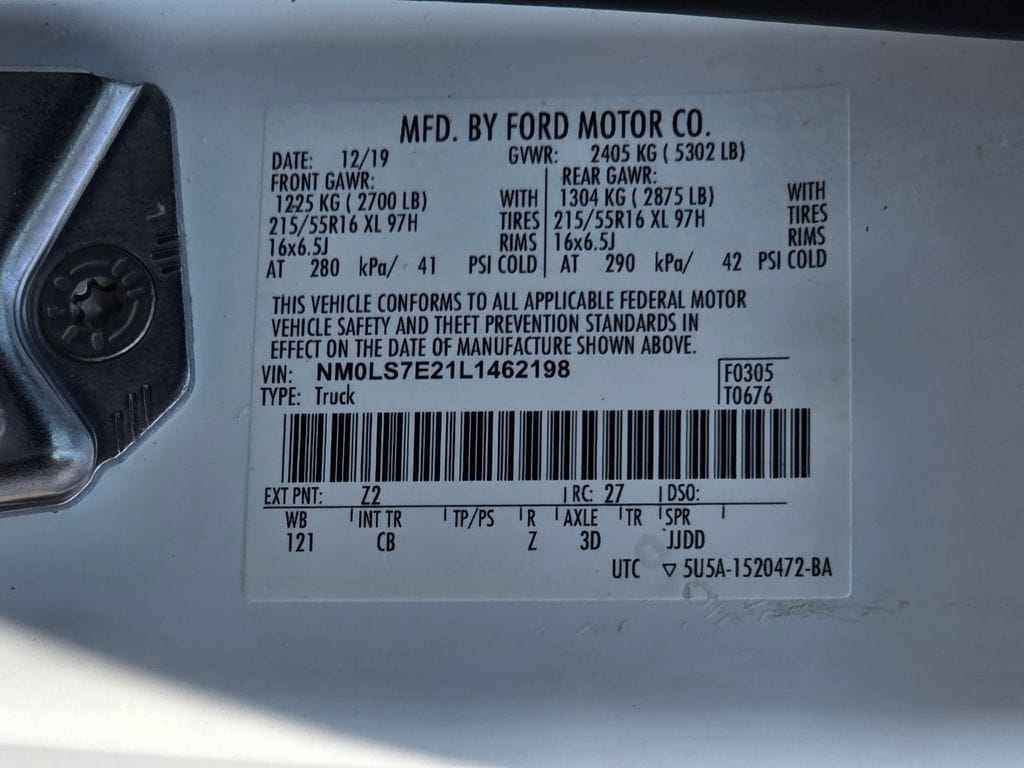 MFD. BY FORD MOTOR CO.
DATE: 12/19 GVWR: 2405 KG ( 5302 LB)
FRONT GAWR: REAR GAWR:
1225 KG ( 2700 LB) WITH 1304 KG ( 2875 LB) WITH
215/55R16 XL 97H TIRES 215/55R16 XL 97H TIRES
16x6.5J RIMS 16x6.5J RIMS
AT 280 kPa/ 41 PSI COLD AT 290 kPa/ 42 PSI COLD
THIS VEHICLE CONFORMS TO ALL APPLICABLE FEDERAL MOTOR
VEHICLE SAFETY AND THEFT PREVENTION STANDARDS IN
EFFECT ON THE DATE OF MANUFACTURE SHOWN ABOVE.
VIN: NM0LS7E21L1462198 F0305
TYPE: Truck T0676
EXT PNT: Z2 RC: 27 DSO:
WB INT TR TP/PS R AXLE TR SPR
121 CB Z 3D JJDD
UTC ▽ 5U5A-1520472-BA